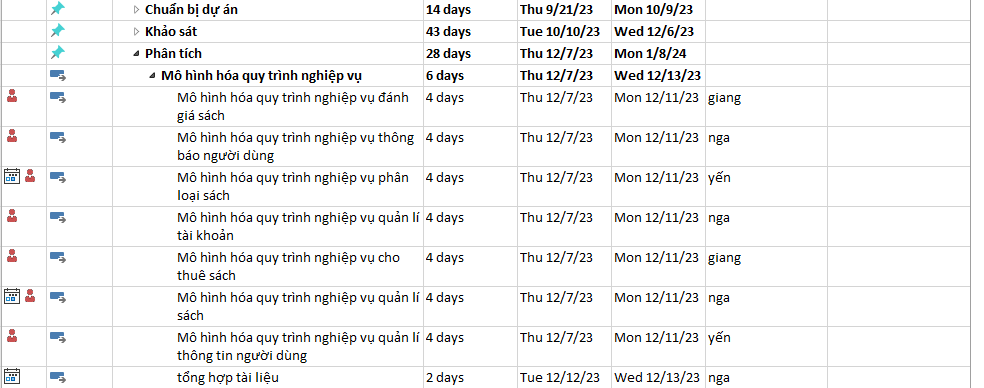 Chuẩn bị dự án 14 days Thu 9/21/23 Mon 10/9/23
Khảo sát 43 days Tue 10/10/23 Wed 12/6/23
Phân tích 28 days Thu 12/7/23 Mon 1/8/24
Mô hình hóa quy trình nghiệp vụ 6 days Thu 12/7/23 Wed 12/13/23
Mô hình hóa quy trình nghiệp vụ đánh 4 days Thu 12/7/23 Mon 12/11/23 giang
giá sách
Mô hình hóa quy trình nghiệp vụ thông 4 days Thu 12/7/23 Mon 12/11/23 nga
báo người dùng
Mô hình hóa quy trình nghiệp vụ phân 4 days Thu 12/7/23 Mon 12/11/23 yến
loại sách
Mô hình hóa quy trình nghiệp vụ quản lí 4 days Thu 12/7/23 Mon 12/11/23 nga
tài khoản
Mô hình hóa quy trình nghiệp vụ cho 4 days Thu 12/7/23 Mon 12/11/23 giang
thuê sách
Mô hình hóa quy trình nghiệp vụ quản lí 4 days Thu 12/7/23 Mon 12/11/23 nga
sách
Mô hình hóa quy trình nghiệp vụ quản lí 4 days Thu 12/7/23 Mon 12/11/23 yến
thông tin người dùng
tổng hợp tài liệu 2 days Tue 12/12/23 Wed 12/13/23 nga